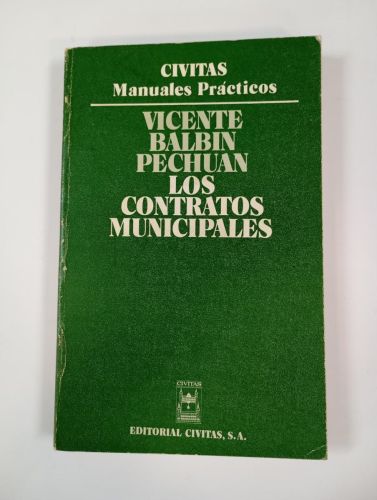 CIVITAS
Manuales Prácticos
VICENTE
BALBIN
PECHUAN
LOS
CONTRATOS
MUNICIPALES
CIVITAS
EDITORIAL CIVITAS, S.A.